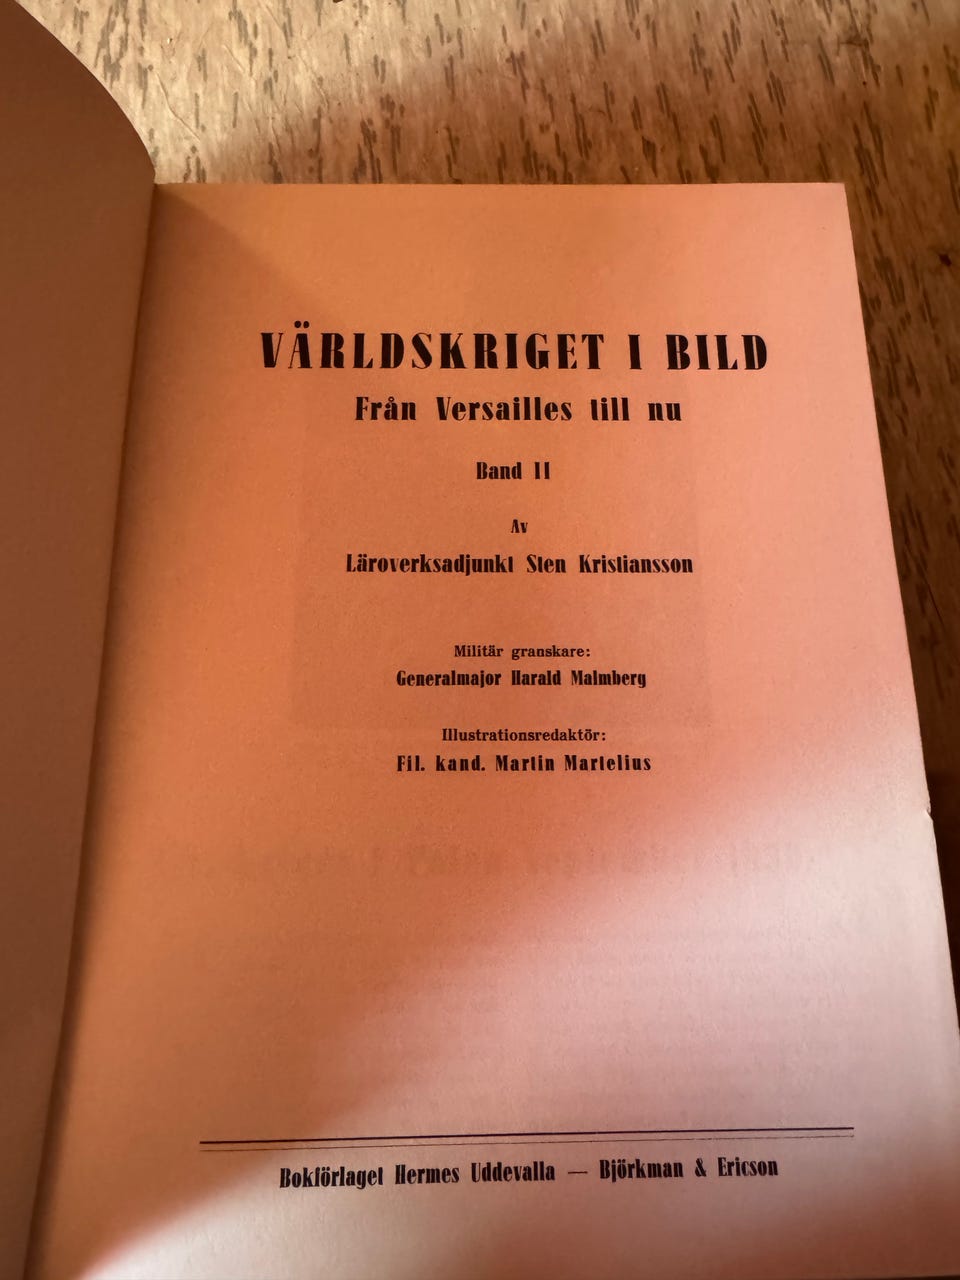 VÄRLDSKRIGET I BILD
Från Versailles till nu
Band II
Av
Läroverksadjunkt Sten Kristiansson
Militär granskare:
Generalmajor Harald Malmberg
Illustrationsredaktör:
Fil. kand. Martin Martelius
Bokförlaget Hermes Uddevalla — Björkman & Ericson